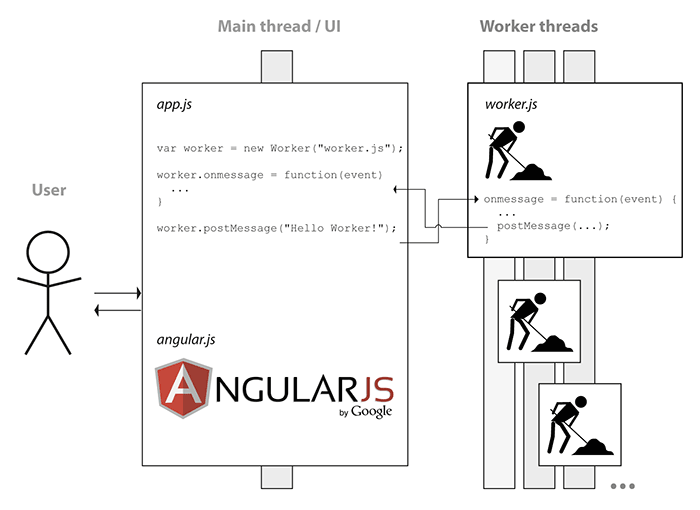 Main thread / UI
Worker threads
User
app.js
var worker = new Worker("worker.js");
worker.onmessage = function(event)
...
}
worker.postMessage("Hello Worker!");
angular.js
ANGULARJS
by Google
worker.js
onmessage = function(event) {
...
postMessage(...);
}
...